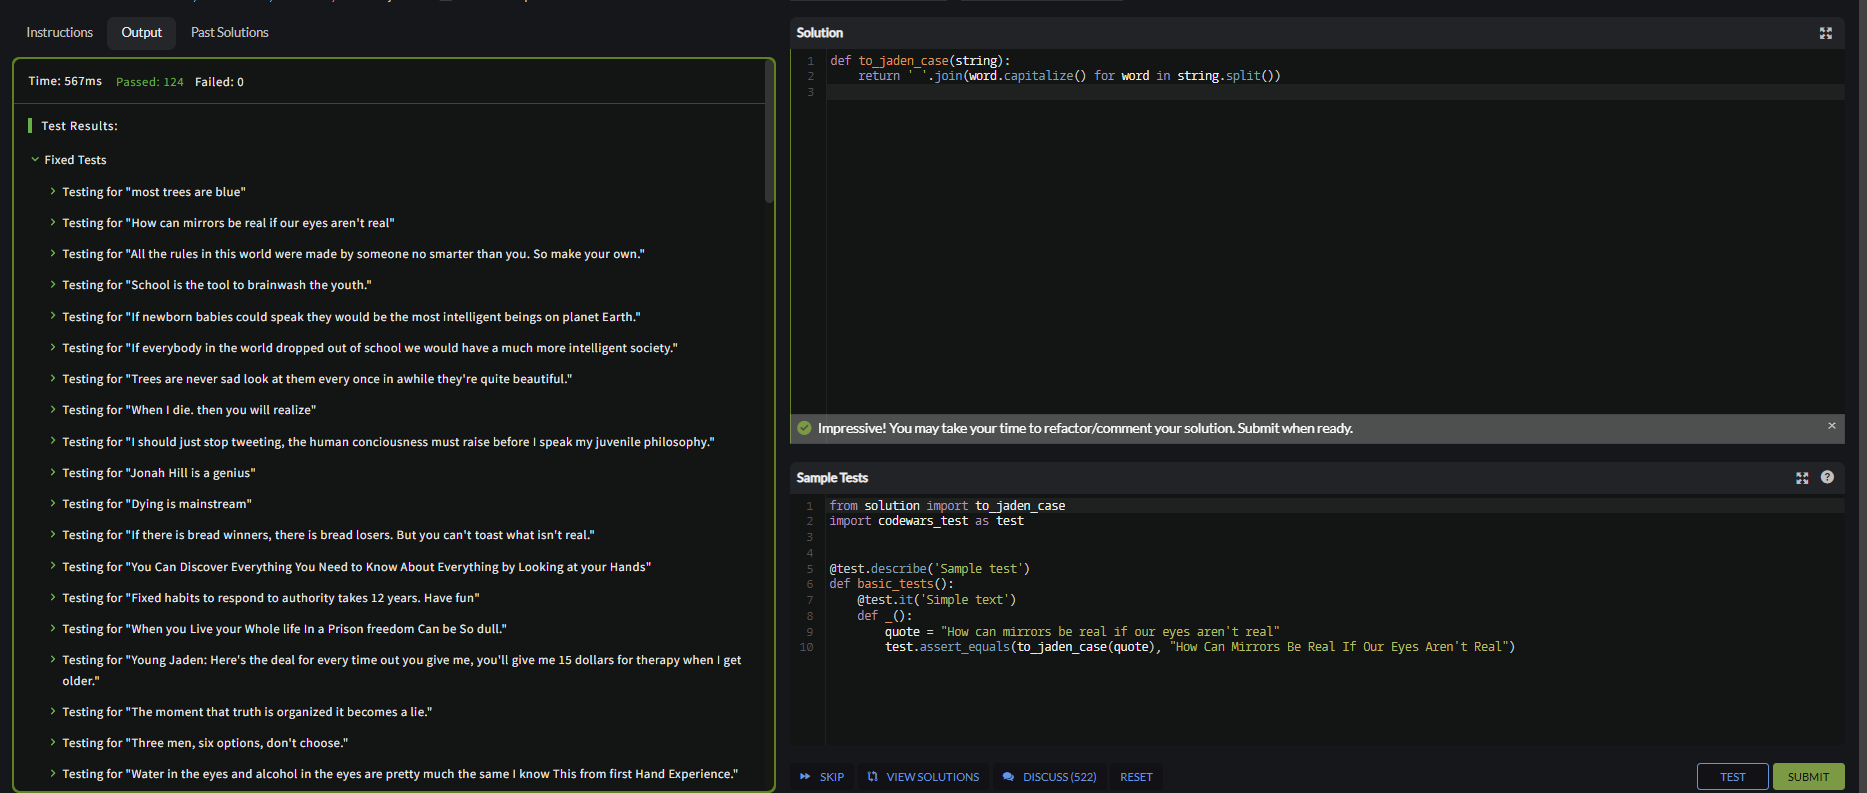 Instructions Output Past Solutions
Time: 567ms Passed: 124 Failed: 0
Test Results:
Fixed Tests
Testing for "most trees are blue"
Testing for "How can mirrors be real if our eyes aren't real"
Testing for "All the rules in this world were made by someone no smarter than you. So make your own."
Testing for "School is the tool to brainwash the youth."
Testing for "If newborn babies could speak they would be the most intelligent beings on planet Earth."
Testing for "If everybody in the world dropped out of school we would have a much more intelligent society."
Testing for "Trees are never sad look at them every once in awhile they're quite beautiful."
Testing for "When I die. then you will realize"
Testing for "I should just stop tweeting, the human conciousness must raise before I speak my juvenile philosophy."
Testing for "Jonah Hill is a genius"
Testing for "Dying is mainstream"
Testing for "If there is bread winners, there is bread losers. But you can't toast what isn't real."
Testing for "You Can Discover Everything You Need to Know About Everything by Looking at your Hands"
Testing for "Fixed habits to respond to authority takes 12 years. Have fun"
Testing for "When you Live your Whole life In a Prison freedom Can be So dull."
Testing for "Young Jaden: Here's the deal for every time out you give me, you'll give me 15 dollars for therapy when I get
older."
Testing for "The moment that truth is organized it becomes a lie."
Testing for "Three men, six options, don't choose."
Testing for "Water in the eyes and alcohol in the eyes are pretty much the same I know This from first Hand Experience."
Solution
1 def to_jaden_case(string):
2     return ' '.join(word.capitalize() for word in string.split())
3
Impressive! You may take your time to refactor/comment your solution. Submit when ready. ×
Sample Tests ?
1 from solution import to_jaden_case
2 import codewars_test as test
3
4
5 @test.describe('Sample test')
6 def basic_tests():
7     @test.it('Simple text')
8     def _():
9         quote = "How can mirrors be real if our eyes aren't real"
10         test.assert_equals(to_jaden_case(quote), "How Can Mirrors Be Real If Our Eyes Aren't Real")
SKIP VIEW SOLUTIONS DISCUSS (522) RESET TEST SUBMIT